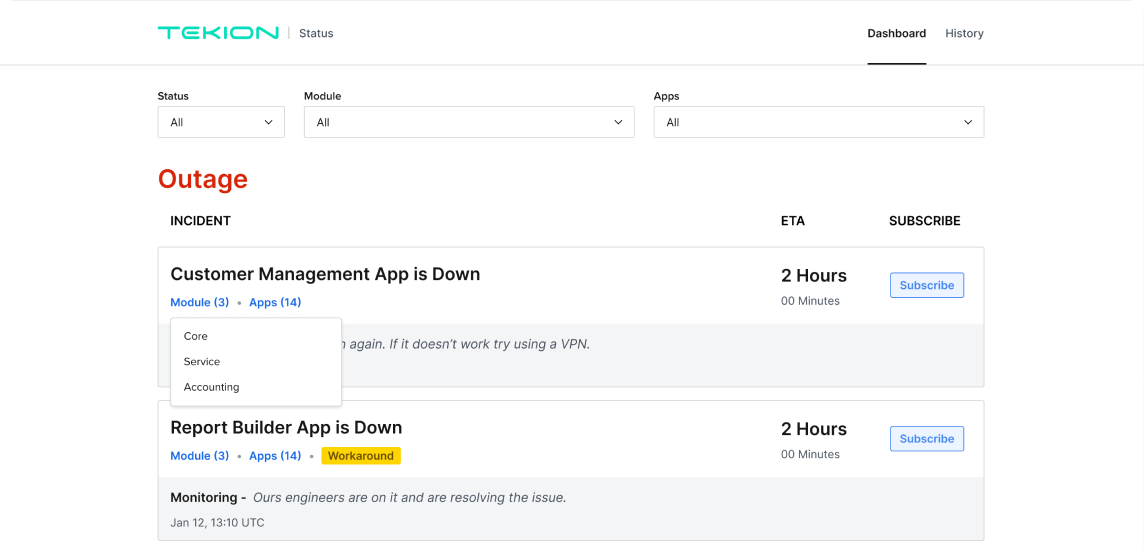 TEKION | Status
Dashboard
History
Status
Module
Apps
All
All
All
Outage
INCIDENT
ETA
SUBSCRIBE
Customer Management App is Down
2 Hours
Subscribe
Module (3) • Apps (14)
00 Minutes
Core
again. If it doesn't work try using a VPN.
Service
Accounting
Report Builder App is Down
2 Hours
Subscribe
Module (3) • Apps (14) • Workaround
00 Minutes
Monitoring - Ours engineers are on it and are resolving the issue.
Jan 12, 13:10 UTC